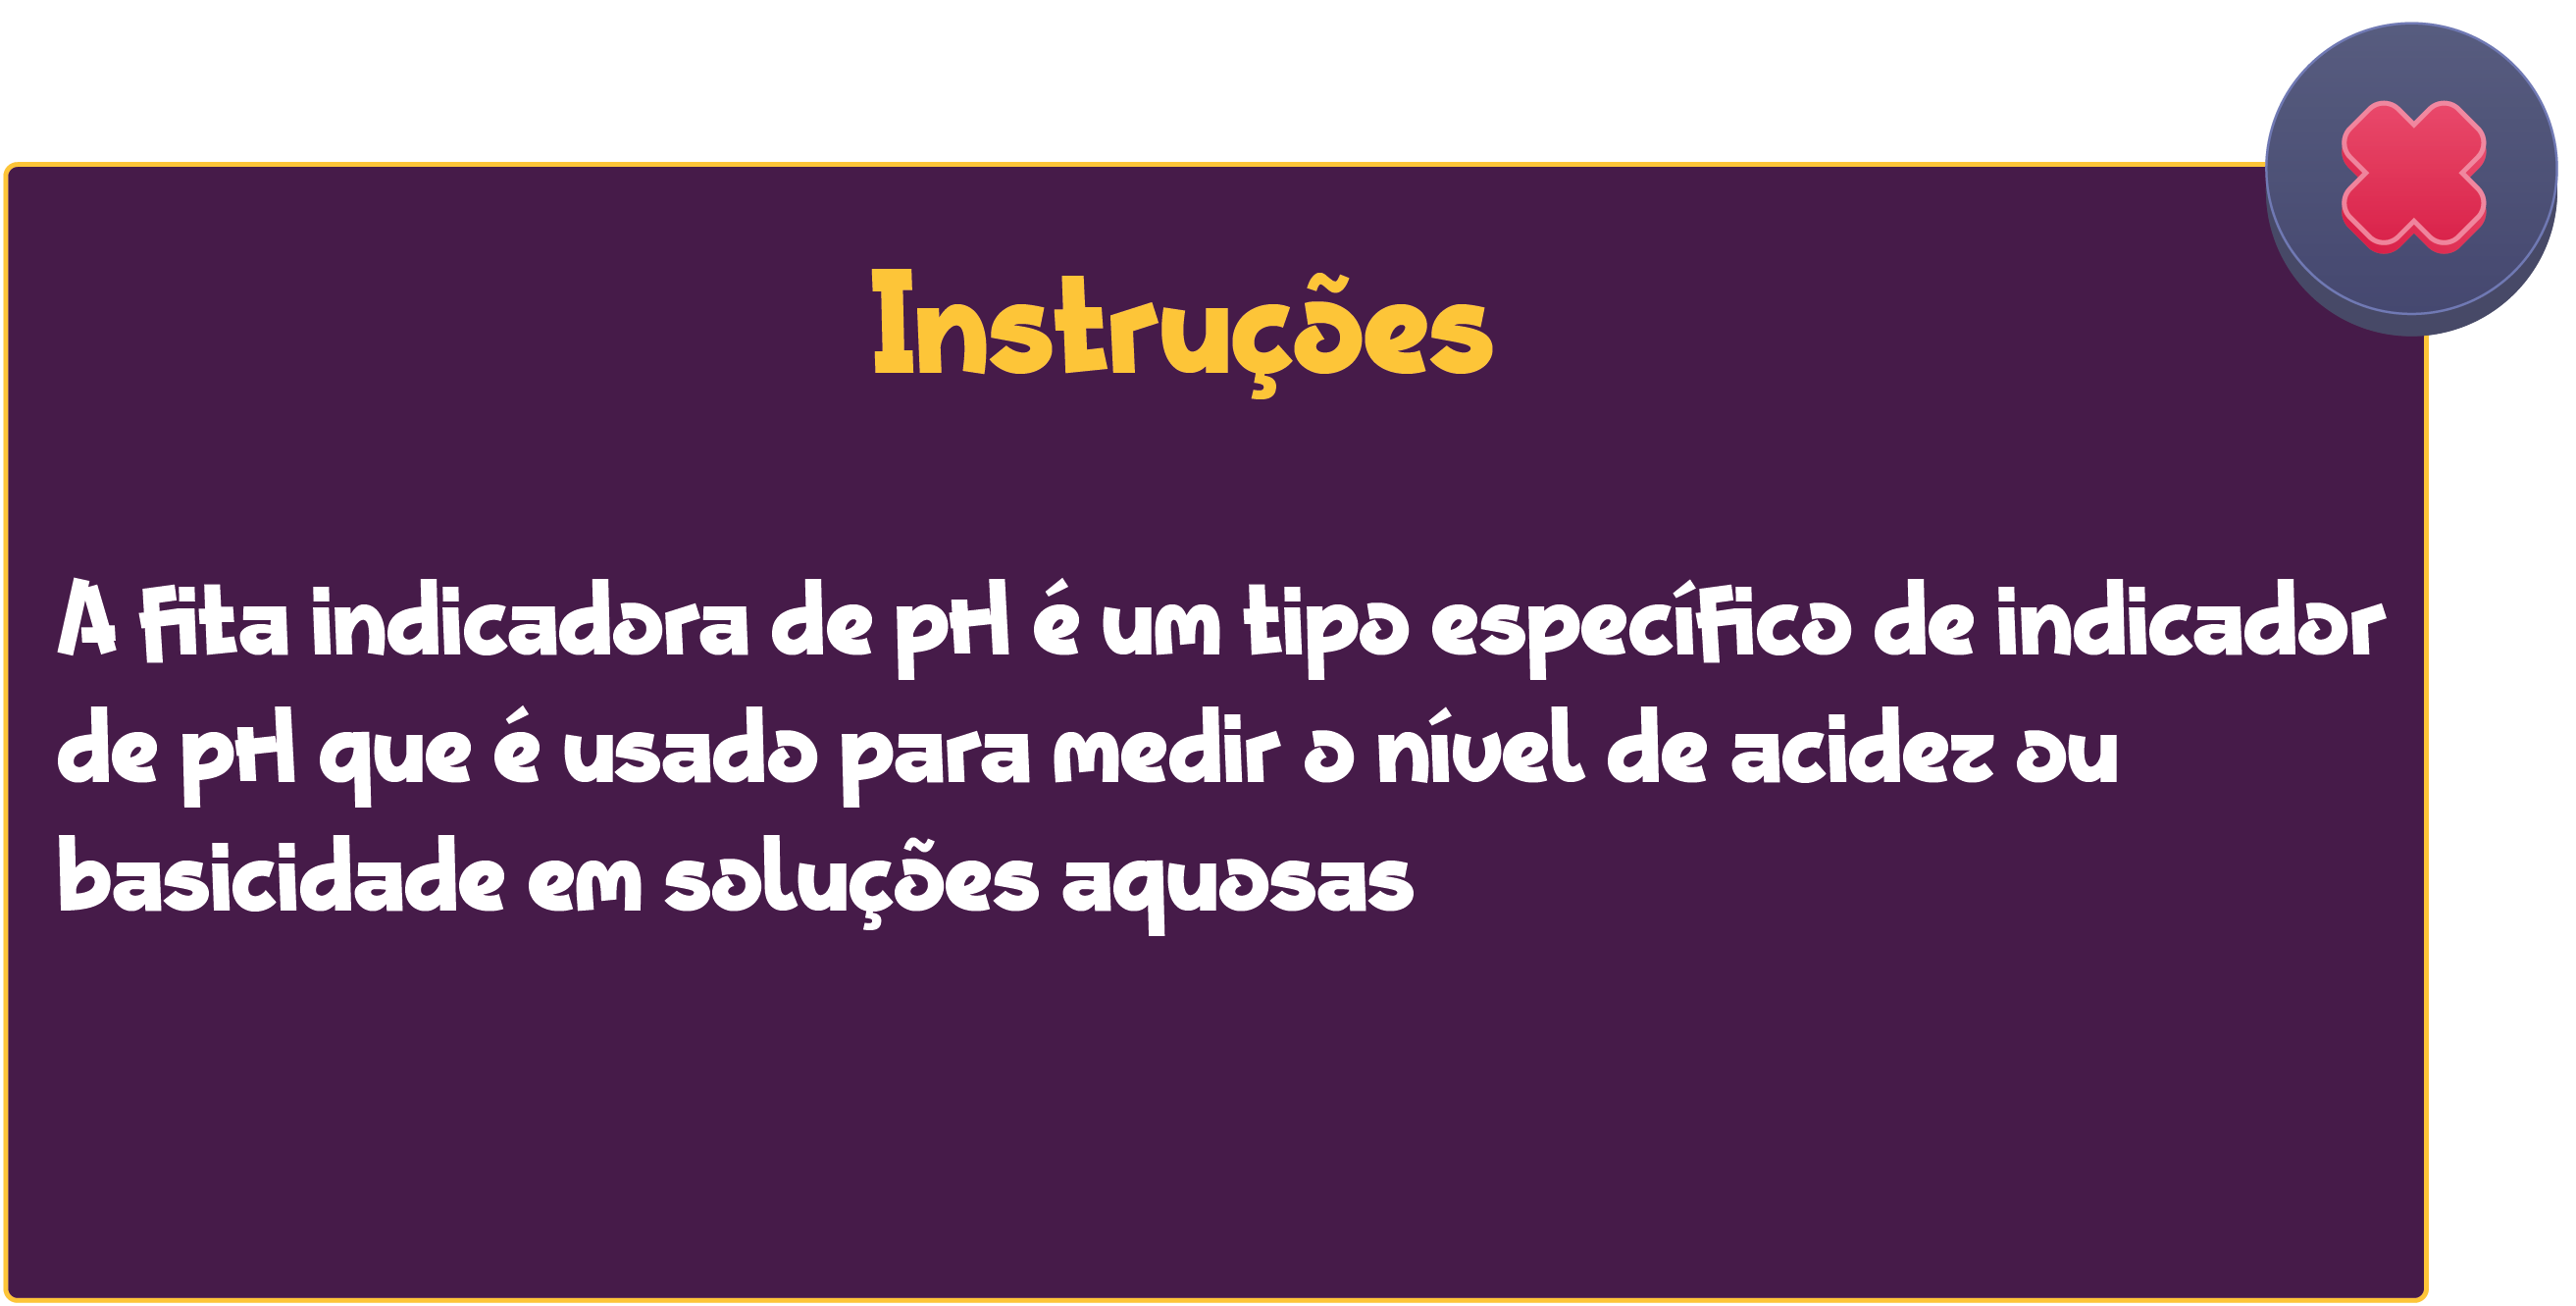 Instruções
A fita indicadora de pH é um tipo específico de indicador
de pH que é usado para medir o nível de acidez ou
basicidade em soluções aquosas